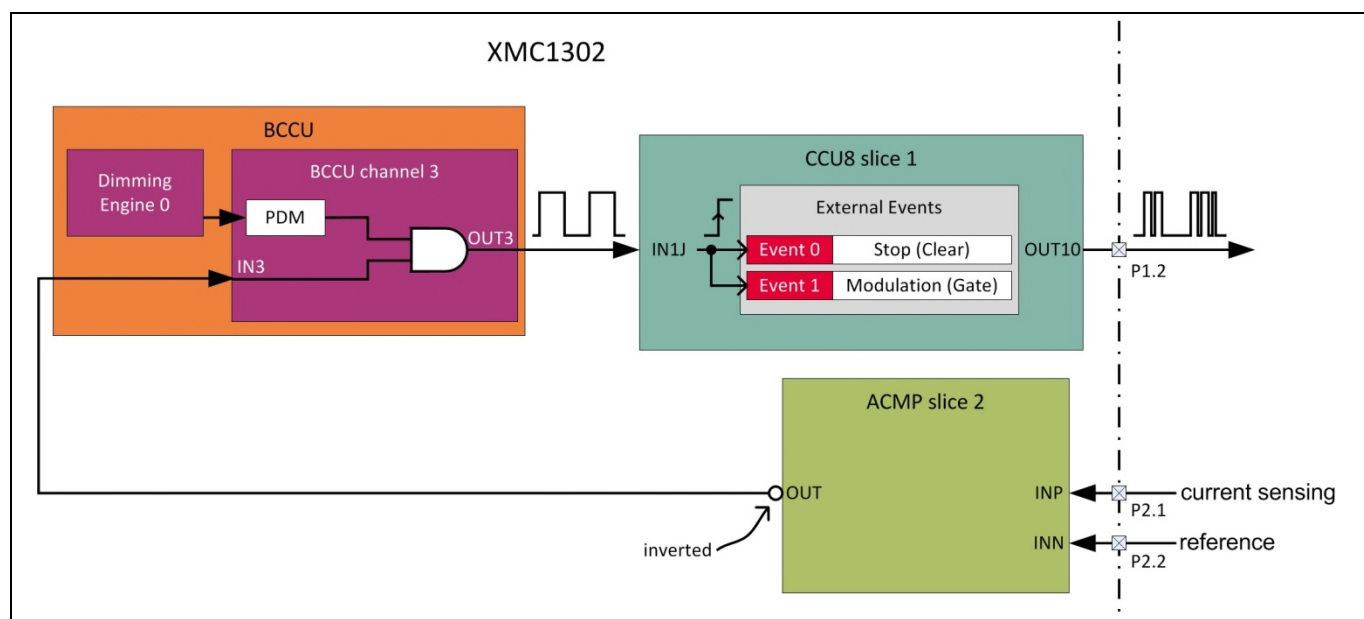 XMC1302
BCCU
Dimming
Engine 0
BCCU channel 3
PDM
OUT3
IN3
CCU8 slice 1
External Events
IN1J
Event 0
Stop (Clear)
OUT10
Event 1
Modulation (Gate)
P1.2
ACMP slice 2
OUT
inverted
INP
current sensing
P2.1
INN
reference
P2.2